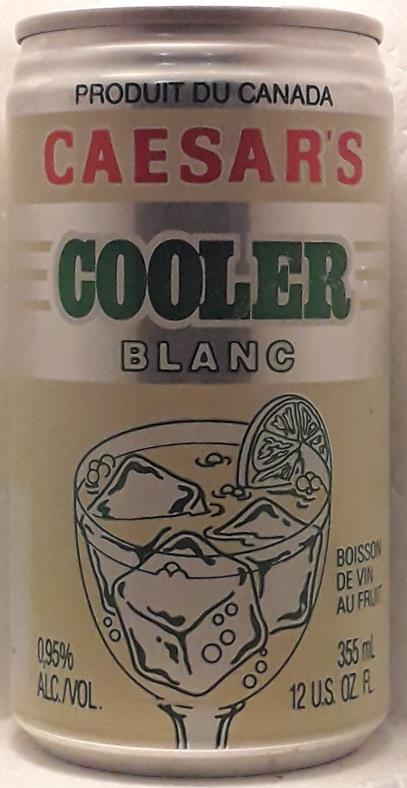 PRODUIT DU CANADA
CAESAR'S
COOLER
BLANC
BOISSON
DE VIN
AU FRUIT
0,95%
ALC./VOL.
355 mL
12 U.S. OZ. FL.